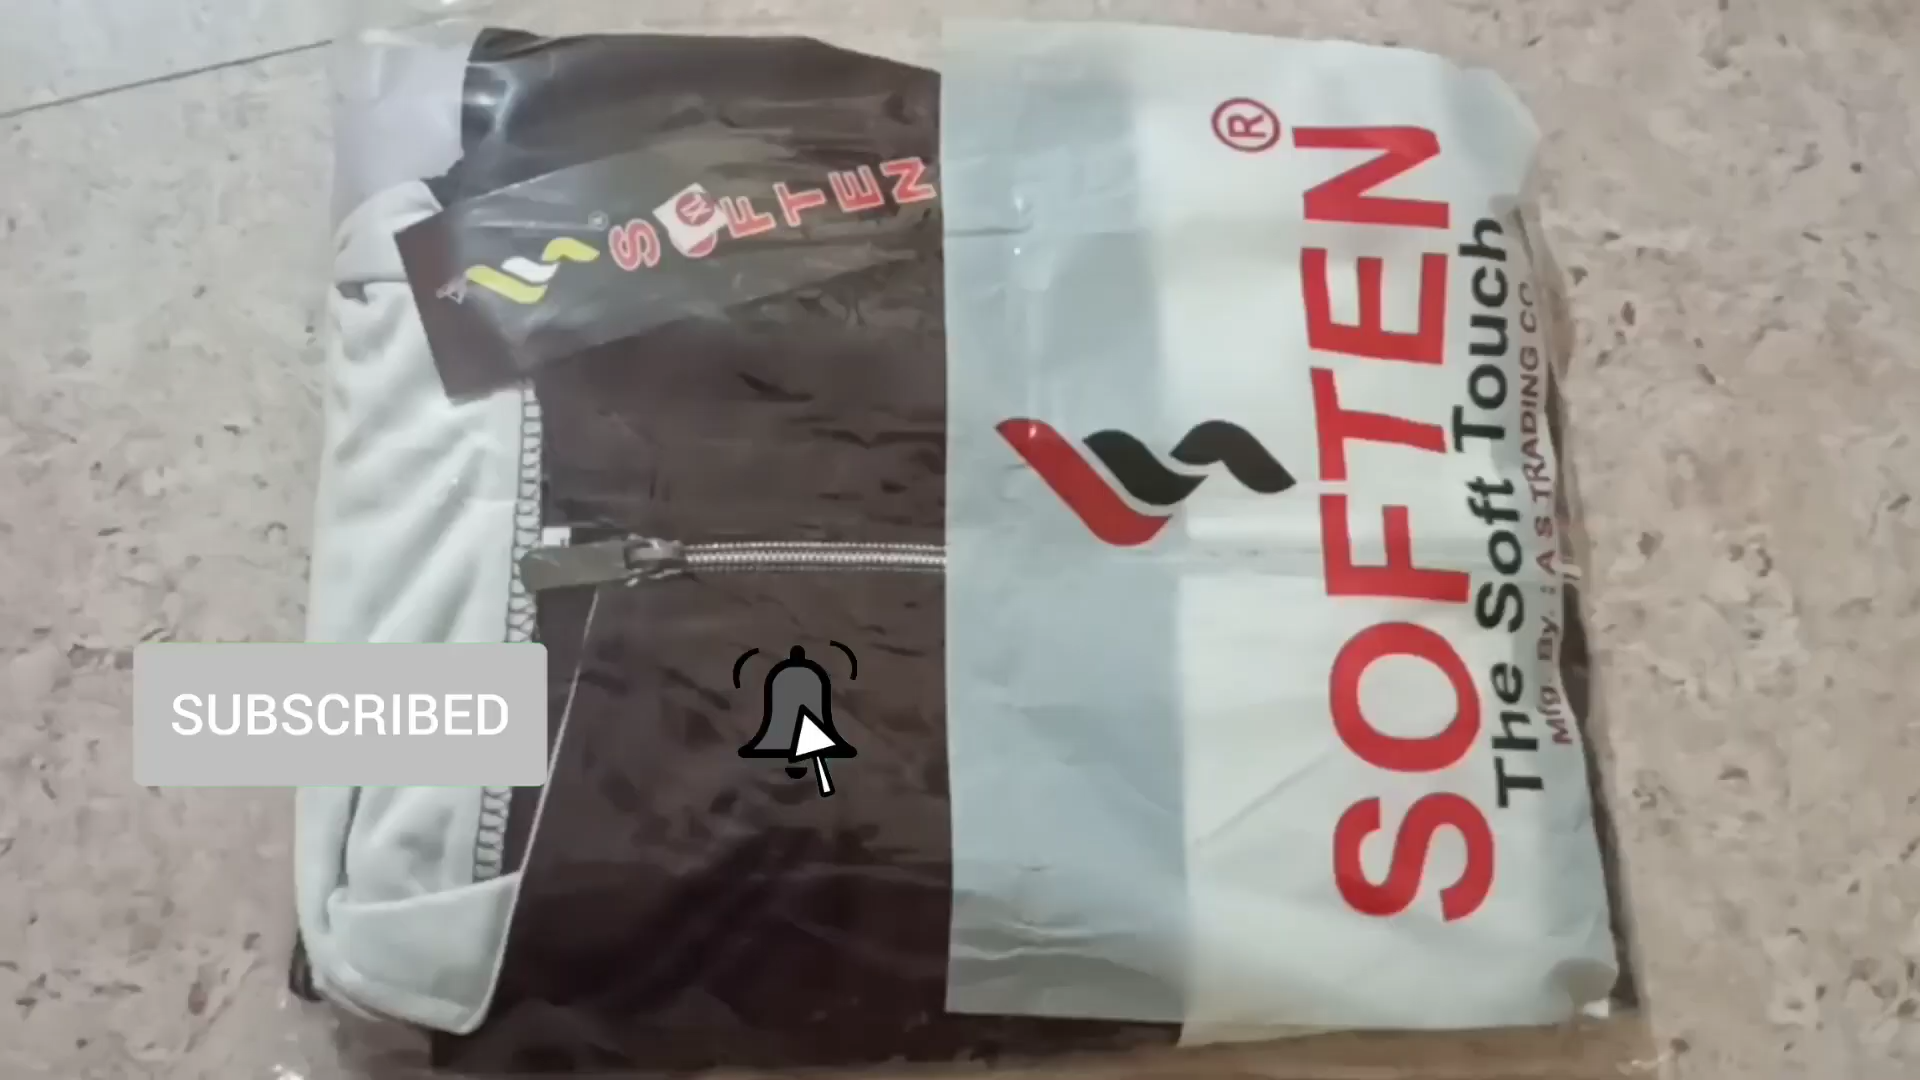 SOFTEN
SOFTEN ®
The Soft Touch
Mfg. By. : A S TRADING CO
SUBSCRIBED